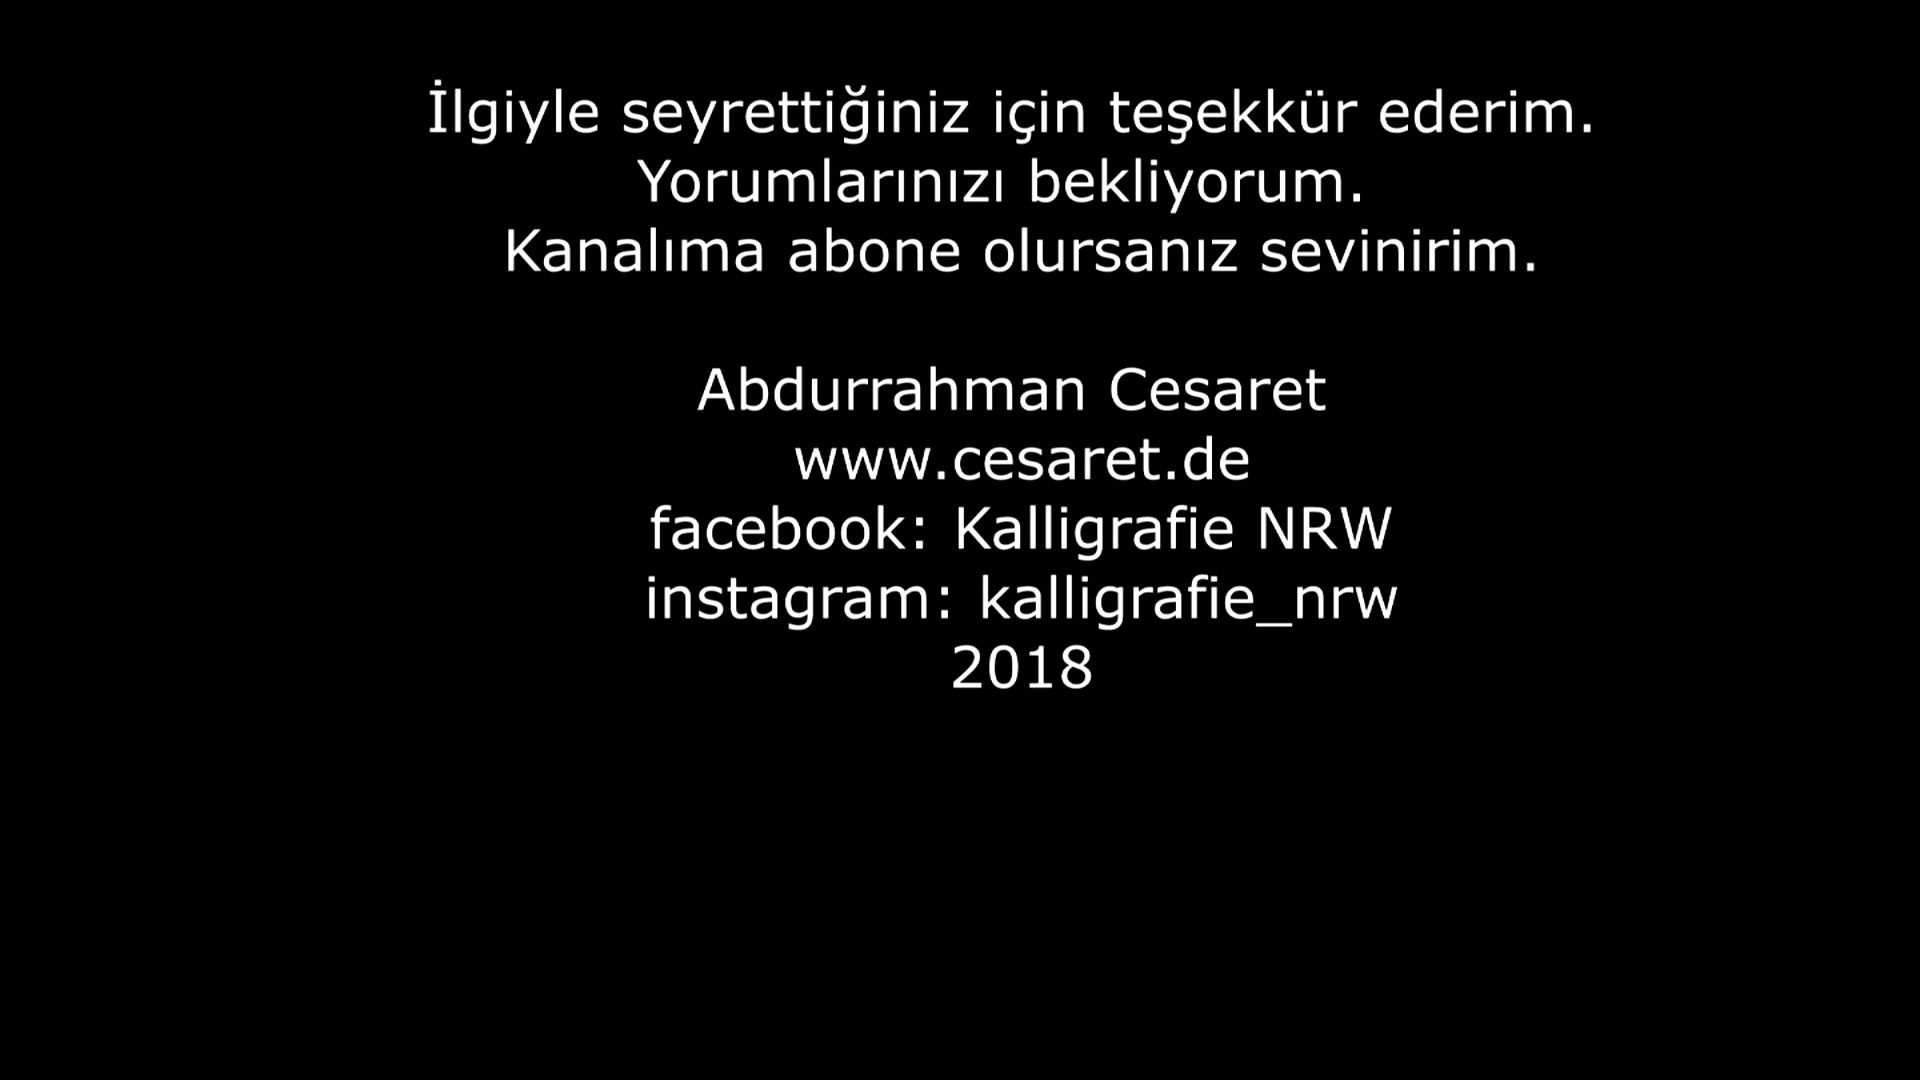 İlgiyle seyrettiğiniz için teşekkür ederim.
Yorumlarınızı bekliyorum.
Kanalıma abone olursanız sevinirim.
Abdurrahman Cesaret
www.cesaret.de
facebook: Kalligrafie NRW
instagram: kalligrafie_nrw
2018